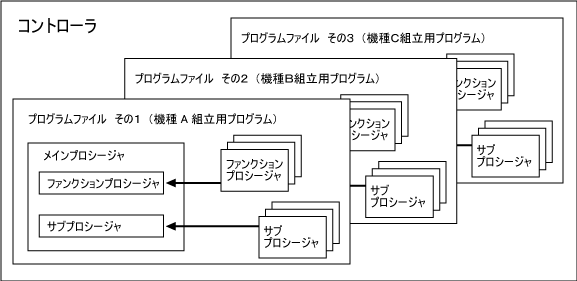 コントローラ
プログラムファイル その3（機種C組立用プログラム）
ンクション
シージャ
サブ
プロシージャ
プログラムファイル その2（機種B組立用プログラム）
ンクション
シージャ
サブ
プロシージャ
プログラムファイル その1（機種A組立用プログラム）
メインプロシージャ
ファンクションプロシージャ
サブプロシージャ
ファンクション
プロシージャ
サブ
プロシージャ